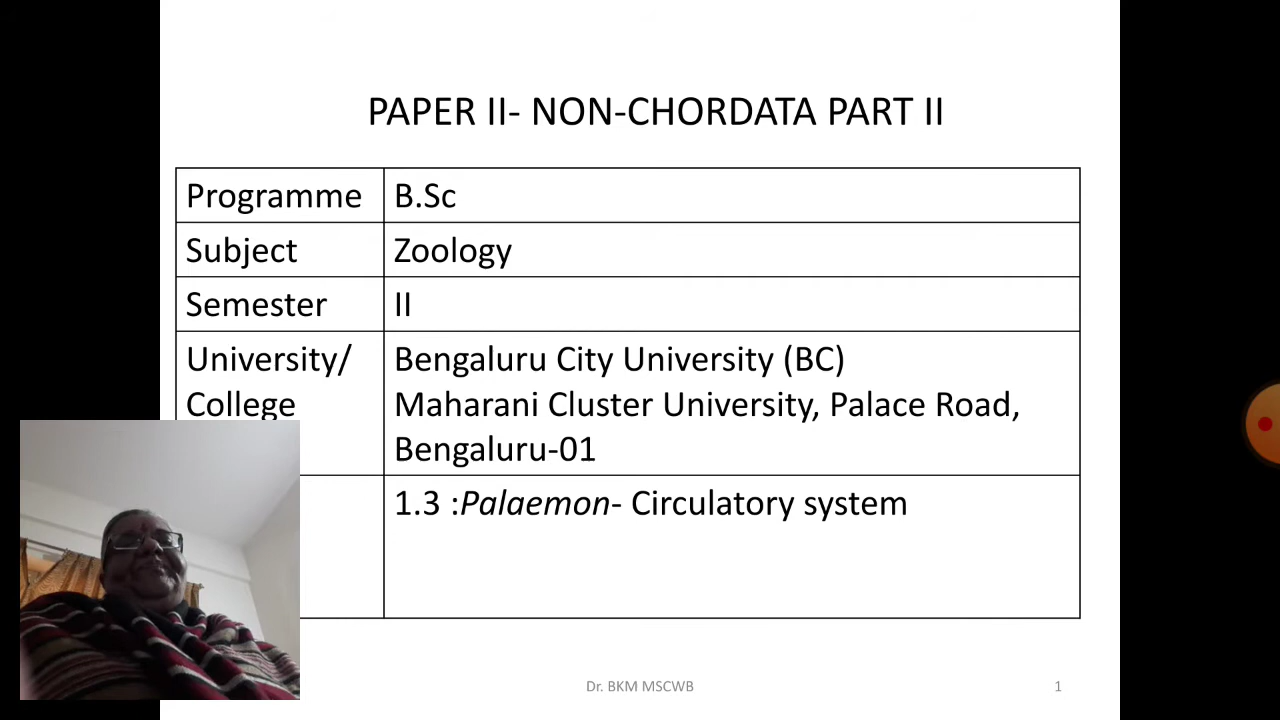 PAPER II- NON-CHORDATA PART II
Programme B.Sc
Subject Zoology
Semester II
University/ Bengaluru City University (BC)
College Maharani Cluster University, Palace Road,
Bengaluru-01
1.3 :Palaemon- Circulatory system
Dr. BKM MSCWB 1